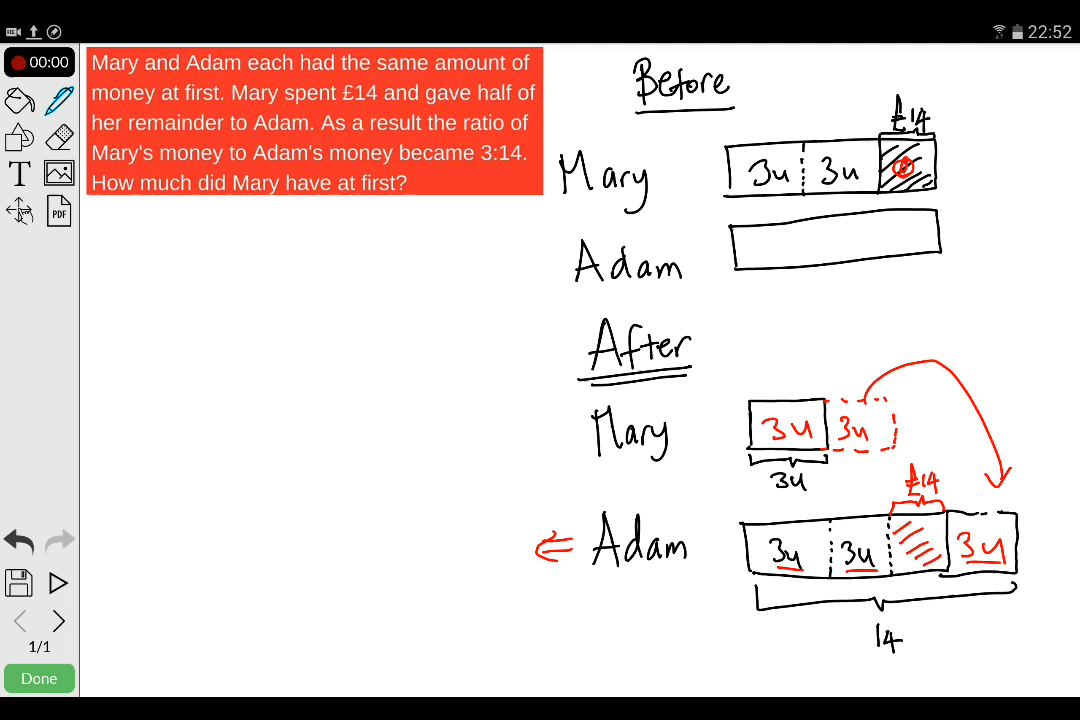 REC
22:52
00:00
Mary and Adam each had the same amount of
money at first. Mary spent £14 and gave half of
her remainder to Adam. As a result the ratio of
Mary's money to Adam's money became 3:14.
How much did Mary have at first?
T
PDF
1/1
Done
Before
£14
Mary 3u 3u
Adam
After
Mary 3u 3u
3u
£14
Adam 3u 3u 3u
14